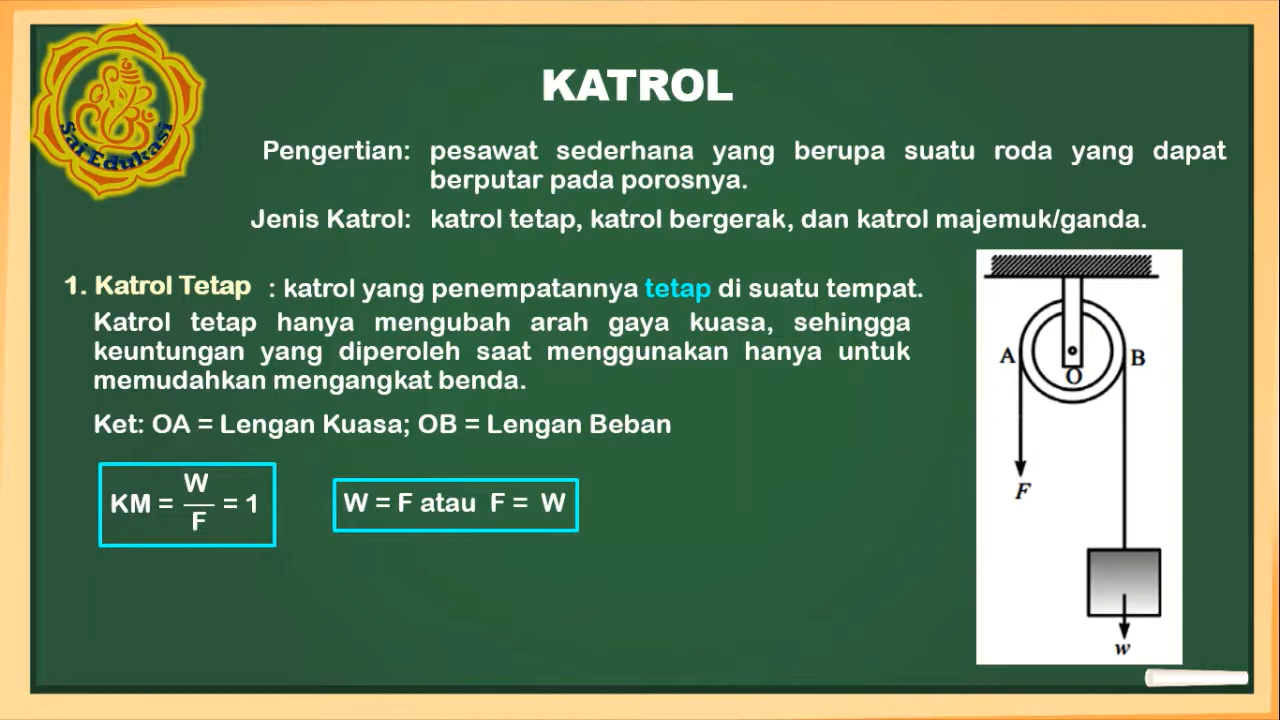 Sai Edukasi
KATROL
Pengertian: pesawat sederhana yang berupa suatu roda yang dapat
berputar pada porosnya.
Jenis Katrol: katrol tetap, katrol bergerak, dan katrol majemuk/ganda.
1. Katrol Tetap : katrol yang penempatannya tetap di suatu tempat.
Katrol tetap hanya mengubah arah gaya kuasa, sehingga
keuntungan yang diperoleh saat menggunakan hanya untuk
memudahkan mengangkat benda.
Ket: OA = Lengan Kuasa; OB = Lengan Beban
KM = W/F = 1
W = F atau F = W
A
O
B
F
w